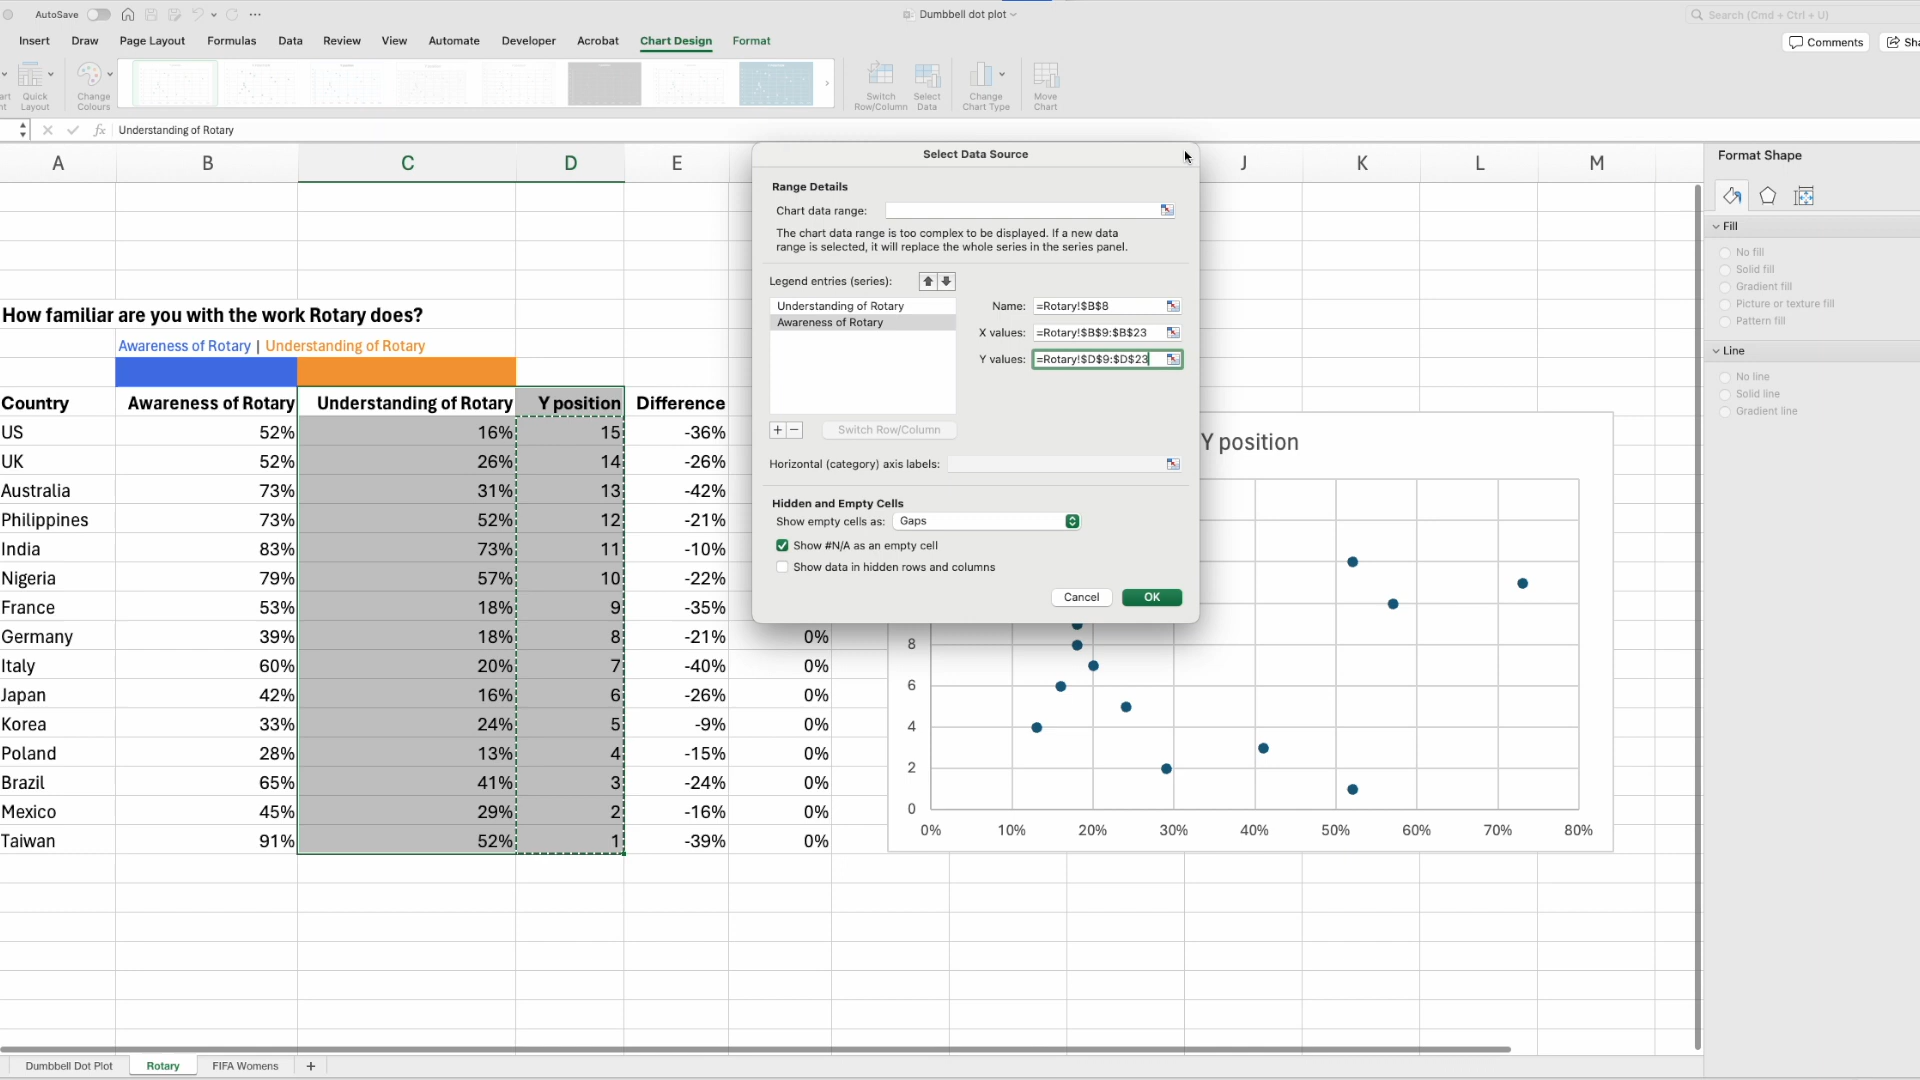 AutoSave
Dumbbell dot plot
Search (Cmd + Ctrl + U)
Insert Draw Page Layout Formulas Data Review View Automate Developer Acrobat Chart Design Format
Comments
Quick Layout
Change Colours
Switch Row/Column
Select Data
Change Chart Type
Move Chart
fx Understanding of Rotary
A B C D E J K L M
How familiar are you with the work Rotary does?
Awareness of Rotary | Understanding of Rotary
Country Awareness of Rotary Understanding of Rotary Y position Difference
US 52% 16% 15 -36%
UK 52% 26% 14 -26%
Australia 73% 31% 13 -42%
Philippines 73% 52% 12 -21%
India 83% 73% 11 -10%
Nigeria 79% 57% 10 -22%
France 53% 18% 9 -35%
Germany 39% 18% 8 -21% 0%
Italy 60% 20% 7 -40% 0%
Japan 42% 16% 6 -26% 0%
Korea 33% 24% 5 -9% 0%
Poland 28% 13% 4 -15% 0%
Brazil 65% 41% 3 -24% 0%
Mexico 45% 29% 2 -16% 0%
Taiwan 91% 52% 1 -39% 0%
Select Data Source
Range Details
Chart data range:
The chart data range is too complex to be displayed. If a new data
range is selected, it will replace the whole series in the series panel.
Legend entries (series):
Understanding of Rotary
Awareness of Rotary
Name: =Rotary!$B$8
X values: =Rotary!$B$9:$B$23
Y values: =Rotary!$D$9:$D$23
+ −
Switch Row/Column
Horizontal (category) axis labels:
Hidden and Empty Cells
Show empty cells as: Gaps
Show #N/A as an empty cell
Show data in hidden rows and columns
Cancel OK
Y position
8
6
4
2
0
0% 10% 20% 30% 40% 50% 60% 70% 80%
Format Shape
Fill
No fill
Solid fill
Gradient fill
Picture or texture fill
Pattern fill
Line
No line
Solid line
Gradient line
Dumbbell Dot Plot Rotary FIFA Womens +